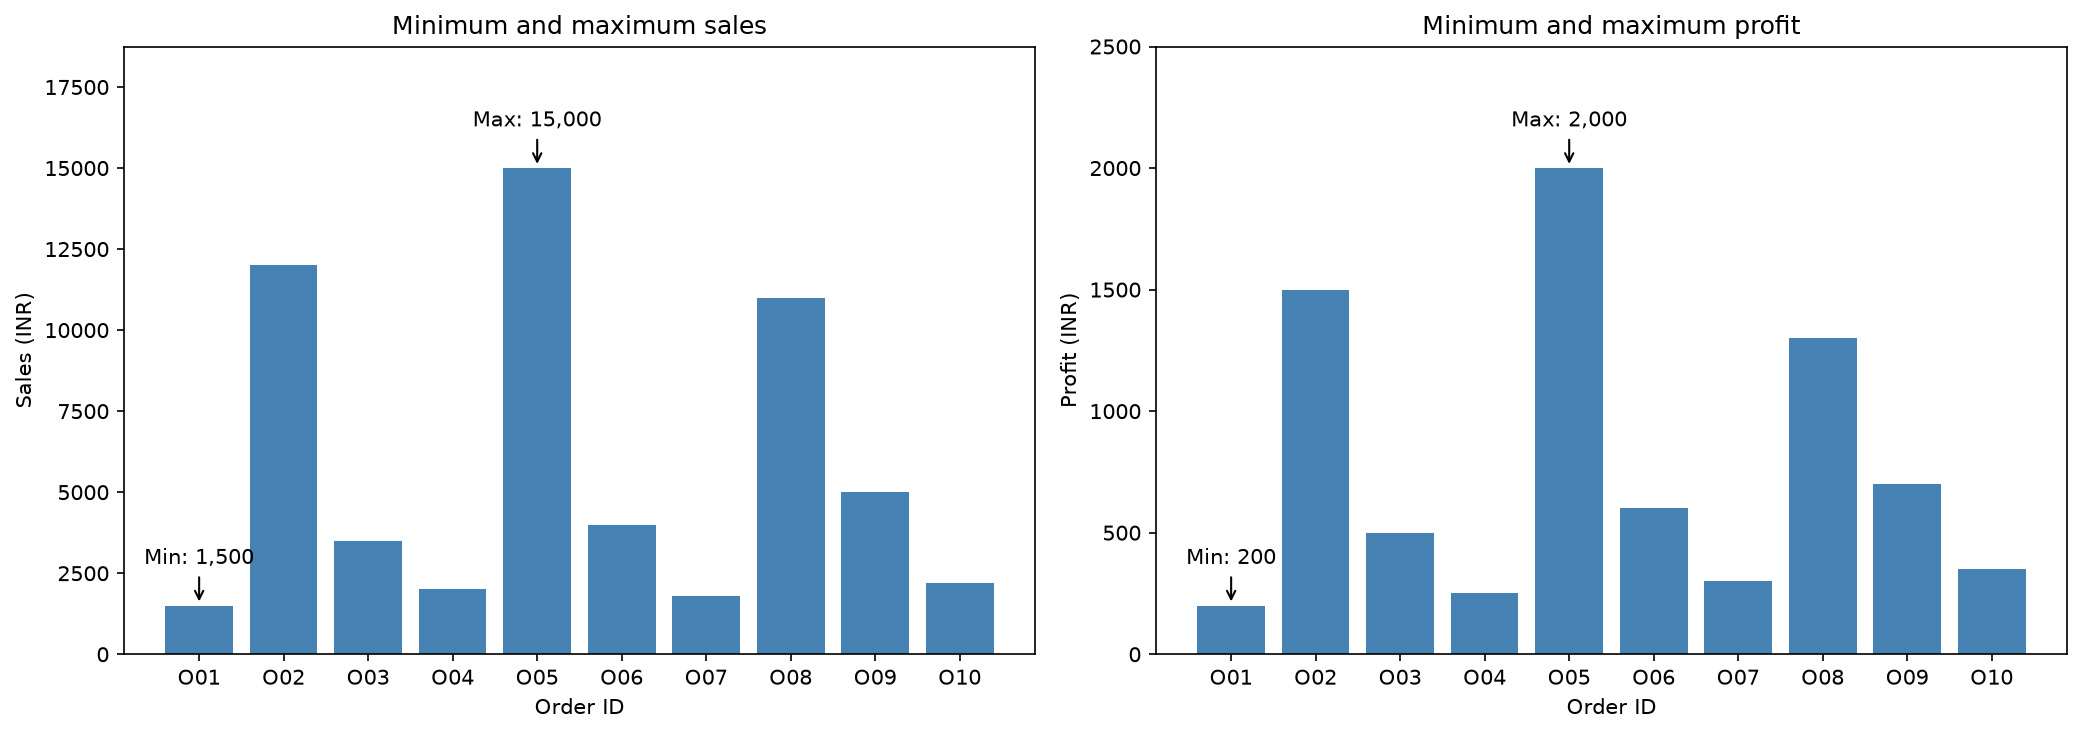 Minimum and maximum sales
Sales (INR)
17500
15000
12500
10000
7500
5000
2500
0
Max: 15,000
Min: 1,500
O01 O02 O03 O04 O05 O06 O07 O08 O09 O10
Order ID
Minimum and maximum profit
Profit (INR)
2500
2000
1500
1000
500
0
Max: 2,000
Min: 200
O01 O02 O03 O04 O05 O06 O07 O08 O09 O10
Order ID